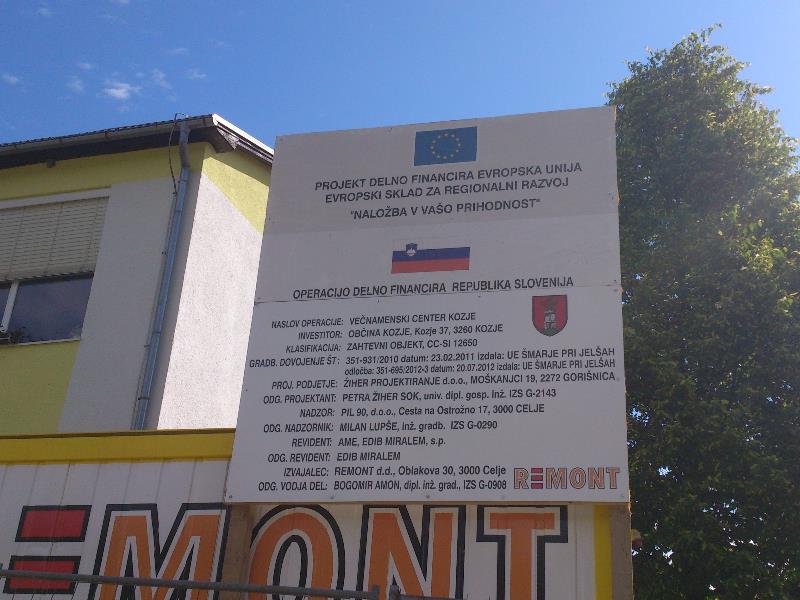 PROJEKT DELNO FINANCIRA EVROPSKA UNIJA
EVROPSKI SKLAD ZA REGIONALNI RAZVOJ
"NALOŽBA V VAŠO PRIHODNOST"
OPERACIJO DELNO FINANCIRA REPUBLIKA SLOVENIJA
NASLOV OPERACIJE: VEČNAMENSKI CENTER KOZJE
INVESTITOR: OBČINA KOZJE, Kozje 37, 3260 KOZJE
KLASIFIKACIJA: ZAHTEVNI OBJEKT, CC-SI 12650
GRADB. DOVOJENJE ŠT: 351-931/2010 datum: 23.02.2011 izdala: UE ŠMARJE PRI JELŠAH
odločba: 351-695/2012-3 datum: 20.07.2012 izdala: UE ŠMARJE PRI JELŠAH
PROJ. PODJETJE: ŽIHER PROJEKTIRANJE d.o.o., MOŠKANJCI 19, 2272 GORIŠNICA
ODG. PROJEKTANT: PETRA ŽIHER SOK, univ. dipl. gosp. inž. IZS G-2143
NADZOR: PIL 90, d.o.o., Cesta na Ostrožno 17, 3000 CELJE
ODG. NADZORNIK: MILAN LUPŠE, inž. gradb. IZS G-0290
REVIDENT: AME, EDIB MIRALEM, s.p.
ODG. REVIDENT: EDIB MIRALEM
IZVAJALEC: REMONT d.d., Oblakova 30, 3000 Celje
ODG. VODJA DEL: BOGOMIR AMON, dipl. inž. grad., IZS G-0908
REMONT
EMONT